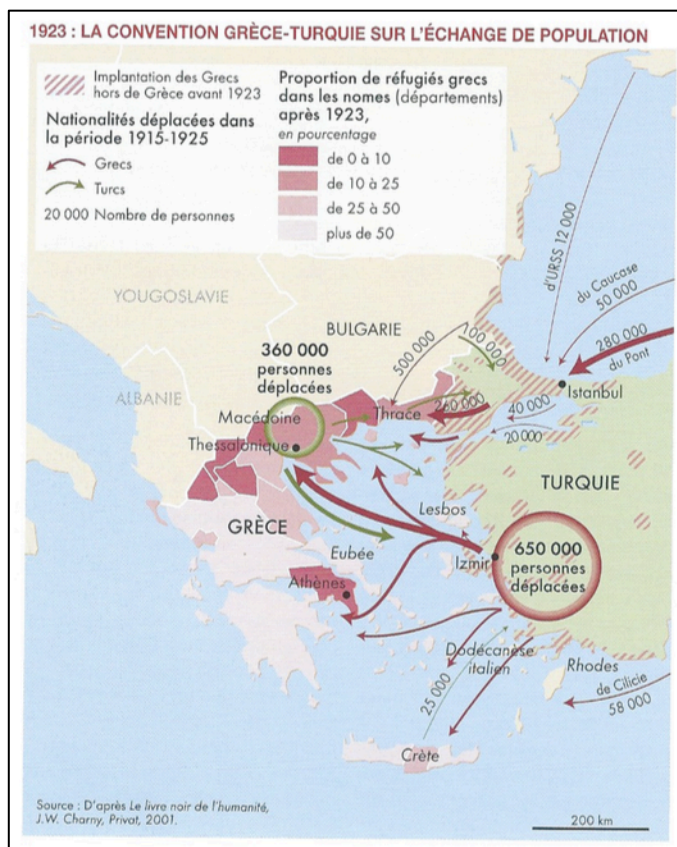 1923 : LA CONVENTION GRÈCE-TURQUIE SUR L'ÉCHANGE DE POPULATION
Implantation des Grecs
hors de Grèce avant 1923
Nationalités déplacées dans
la période 1915-1925
Grecs
Turcs
20 000 Nombre de personnes
Proportion de réfugiés grecs
dans les nomes (départements)
après 1923,
en pourcentage
de 0 à 10
de 10 à 25
de 25 à 50
plus de 50
d'URSS 12 000
du Caucase
50 000
280 000
du Pont
YOUGOSLAVIE
BULGARIE
ALBANIE
360 000
personnes
déplacées
500 000
100 000
Istanbul
Macédoine
Thrace
260 000
40 000
20 000
Thessalonique
TURQUIE
GRÈCE
Lesbos
Eubée
Izmir
650 000
personnes
déplacées
Athènes
Dodécanèse
italien
Rhodes
de Cilicie
58 000
25 000
Crète
Source : D'après Le livre noir de l'humanité,
J.W. Charny, Privat, 2001.
200 km